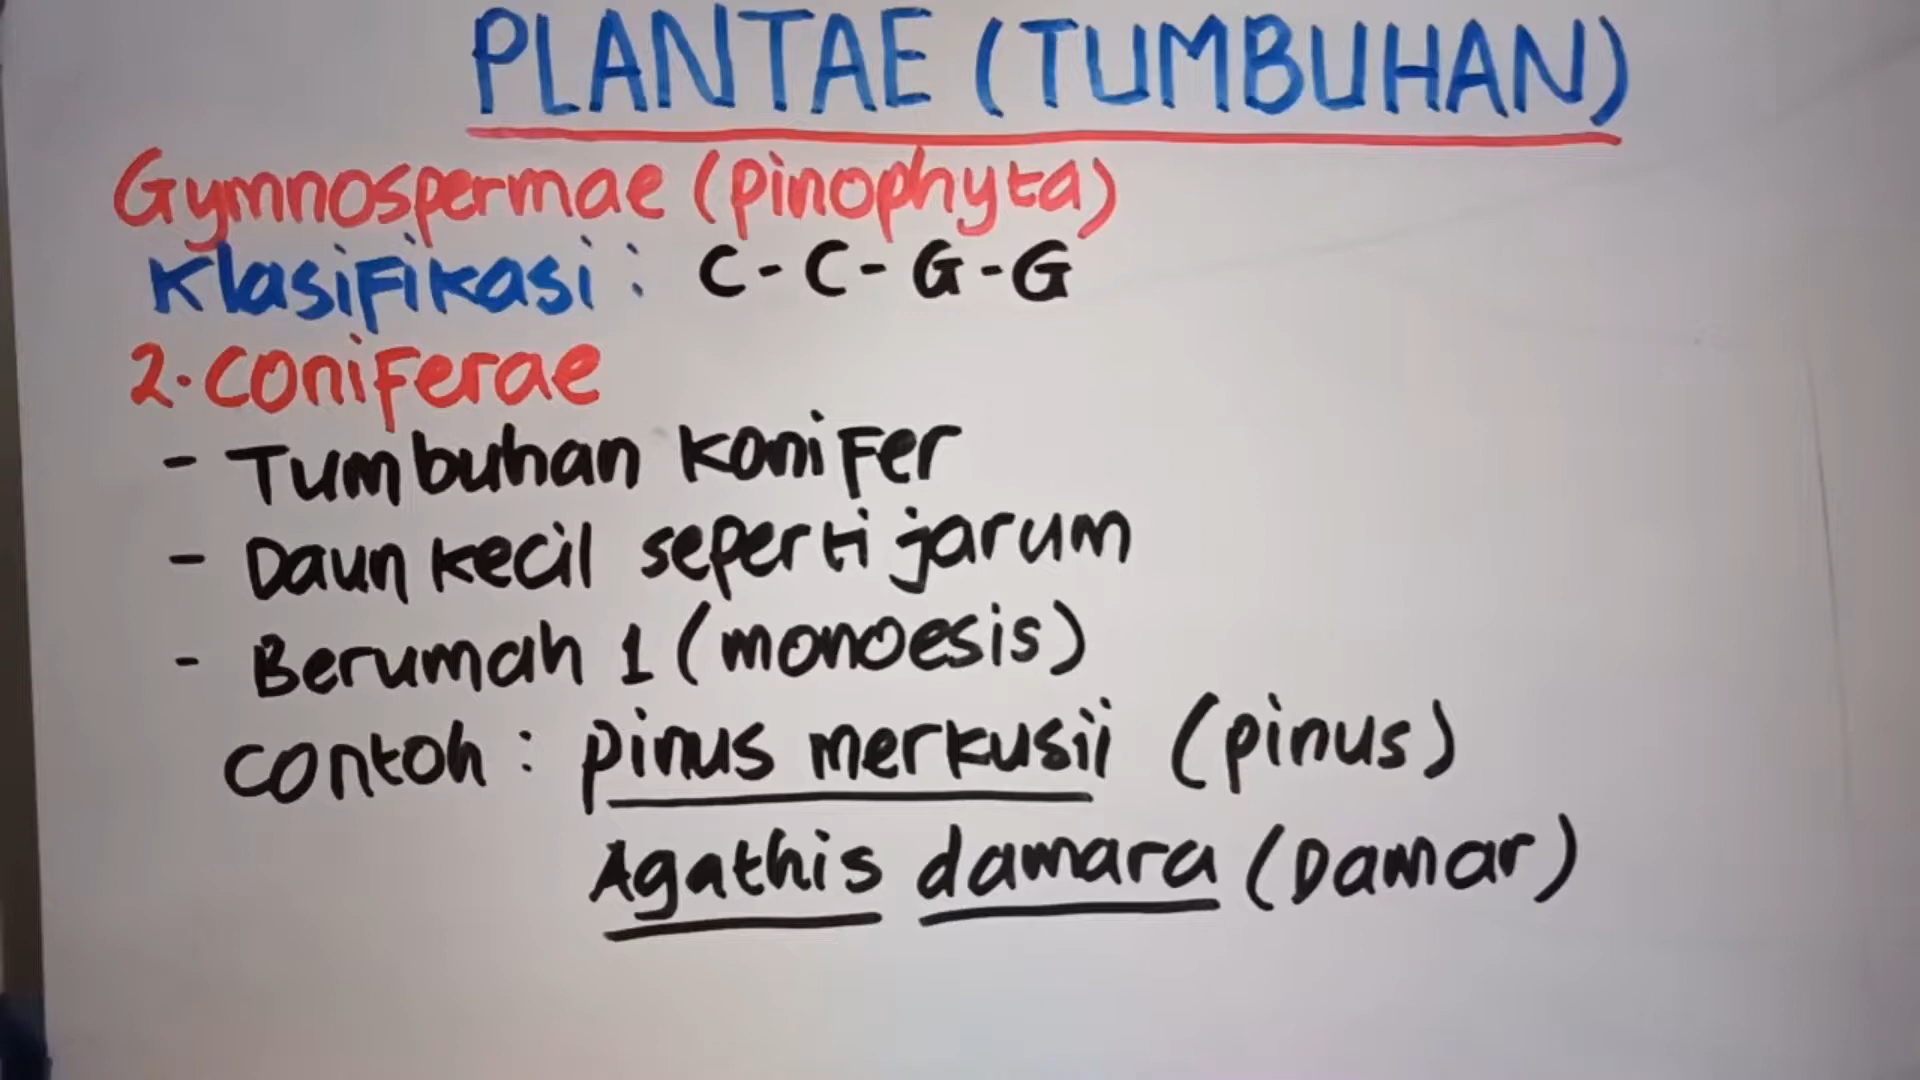 PLANTAE (TUMBUHAN)
Gymnospermae (pinophyta)
Klasifikasi : C - C - G - G
2. Coniferae
- Tumbuhan konifer
- Daun kecil seperti jarum
- Berumah 1 (monoesis)
Contoh : pinus merkusii (pinus)
Agathis damara (Damar)